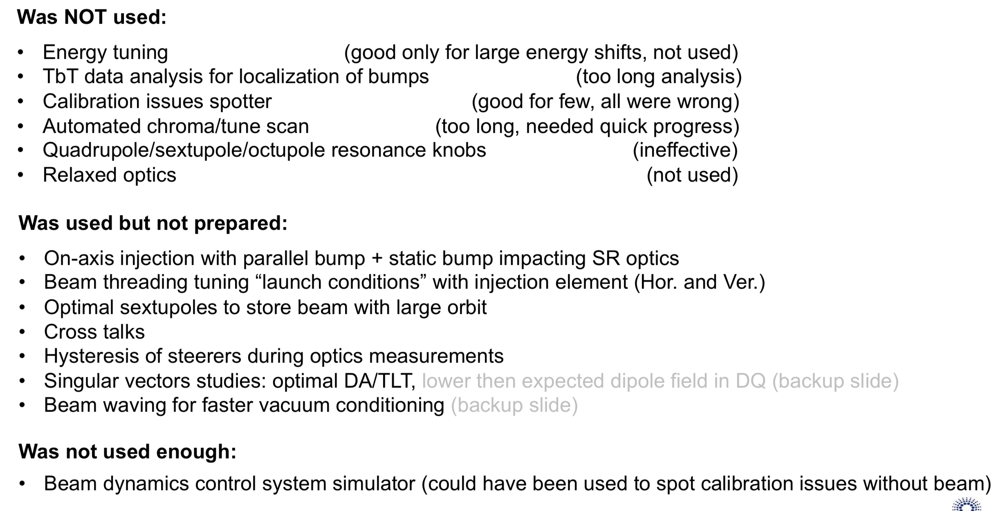 Was NOT used:
• Energy tuning (good only for large energy shifts, not used)
• TbT data analysis for localization of bumps (too long analysis)
• Calibration issues spotter (good for few, all were wrong)
• Automated chroma/tune scan (too long, needed quick progress)
• Quadrupole/sextupole/octupole resonance knobs (ineffective)
• Relaxed optics (not used)
Was used but not prepared:
• On-axis injection with parallel bump + static bump impacting SR optics
• Beam threading tuning “launch conditions” with injection element (Hor. and Ver.)
• Optimal sextupoles to store beam with large orbit
• Cross talks
• Hysteresis of steerers during optics measurements
• Singular vectors studies: optimal DA/TLT, lower then expected dipole field in DQ (backup slide)
• Beam waving for faster vacuum conditioning (backup slide)
Was not used enough:
• Beam dynamics control system simulator (could have been used to spot calibration issues without beam)